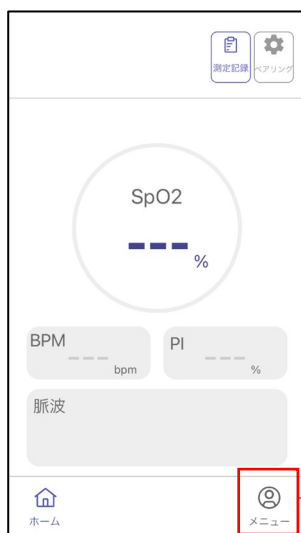 測定記録
ペアリング
SpO2
---
%
BPM
---
bpm
PI
---
%
脈波
ホーム
メニュー